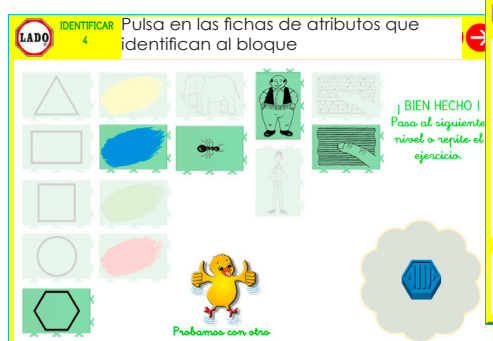 LADO
IDENTIFICAR
4
Pulsa en las fichas de atributos que
identifican al bloque
¡ BIEN HECHO !
Pasa al siguiente
nivel o repite el
ejercicio.
Probamos con otro